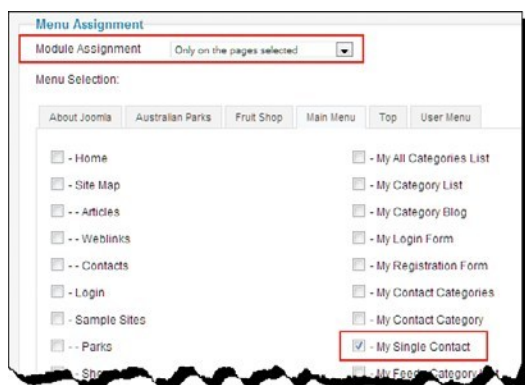 Menu Assignment
Module Assignment Only on the pages selected
Menu Selection:
About Joomla Australian Parks Fruit Shop Main Menu Top User Menu
- Home
- Site Map
- - Articles
- - Weblinks
- - Contacts
- Login
- Sample Sites
- - Parks
- My All Categories List
- My Category List
- My Category Blog
- My Login Form
- My Registration Form
- My Contact Categories
- My Contact Category
- My Single Contact
- My Feed Category